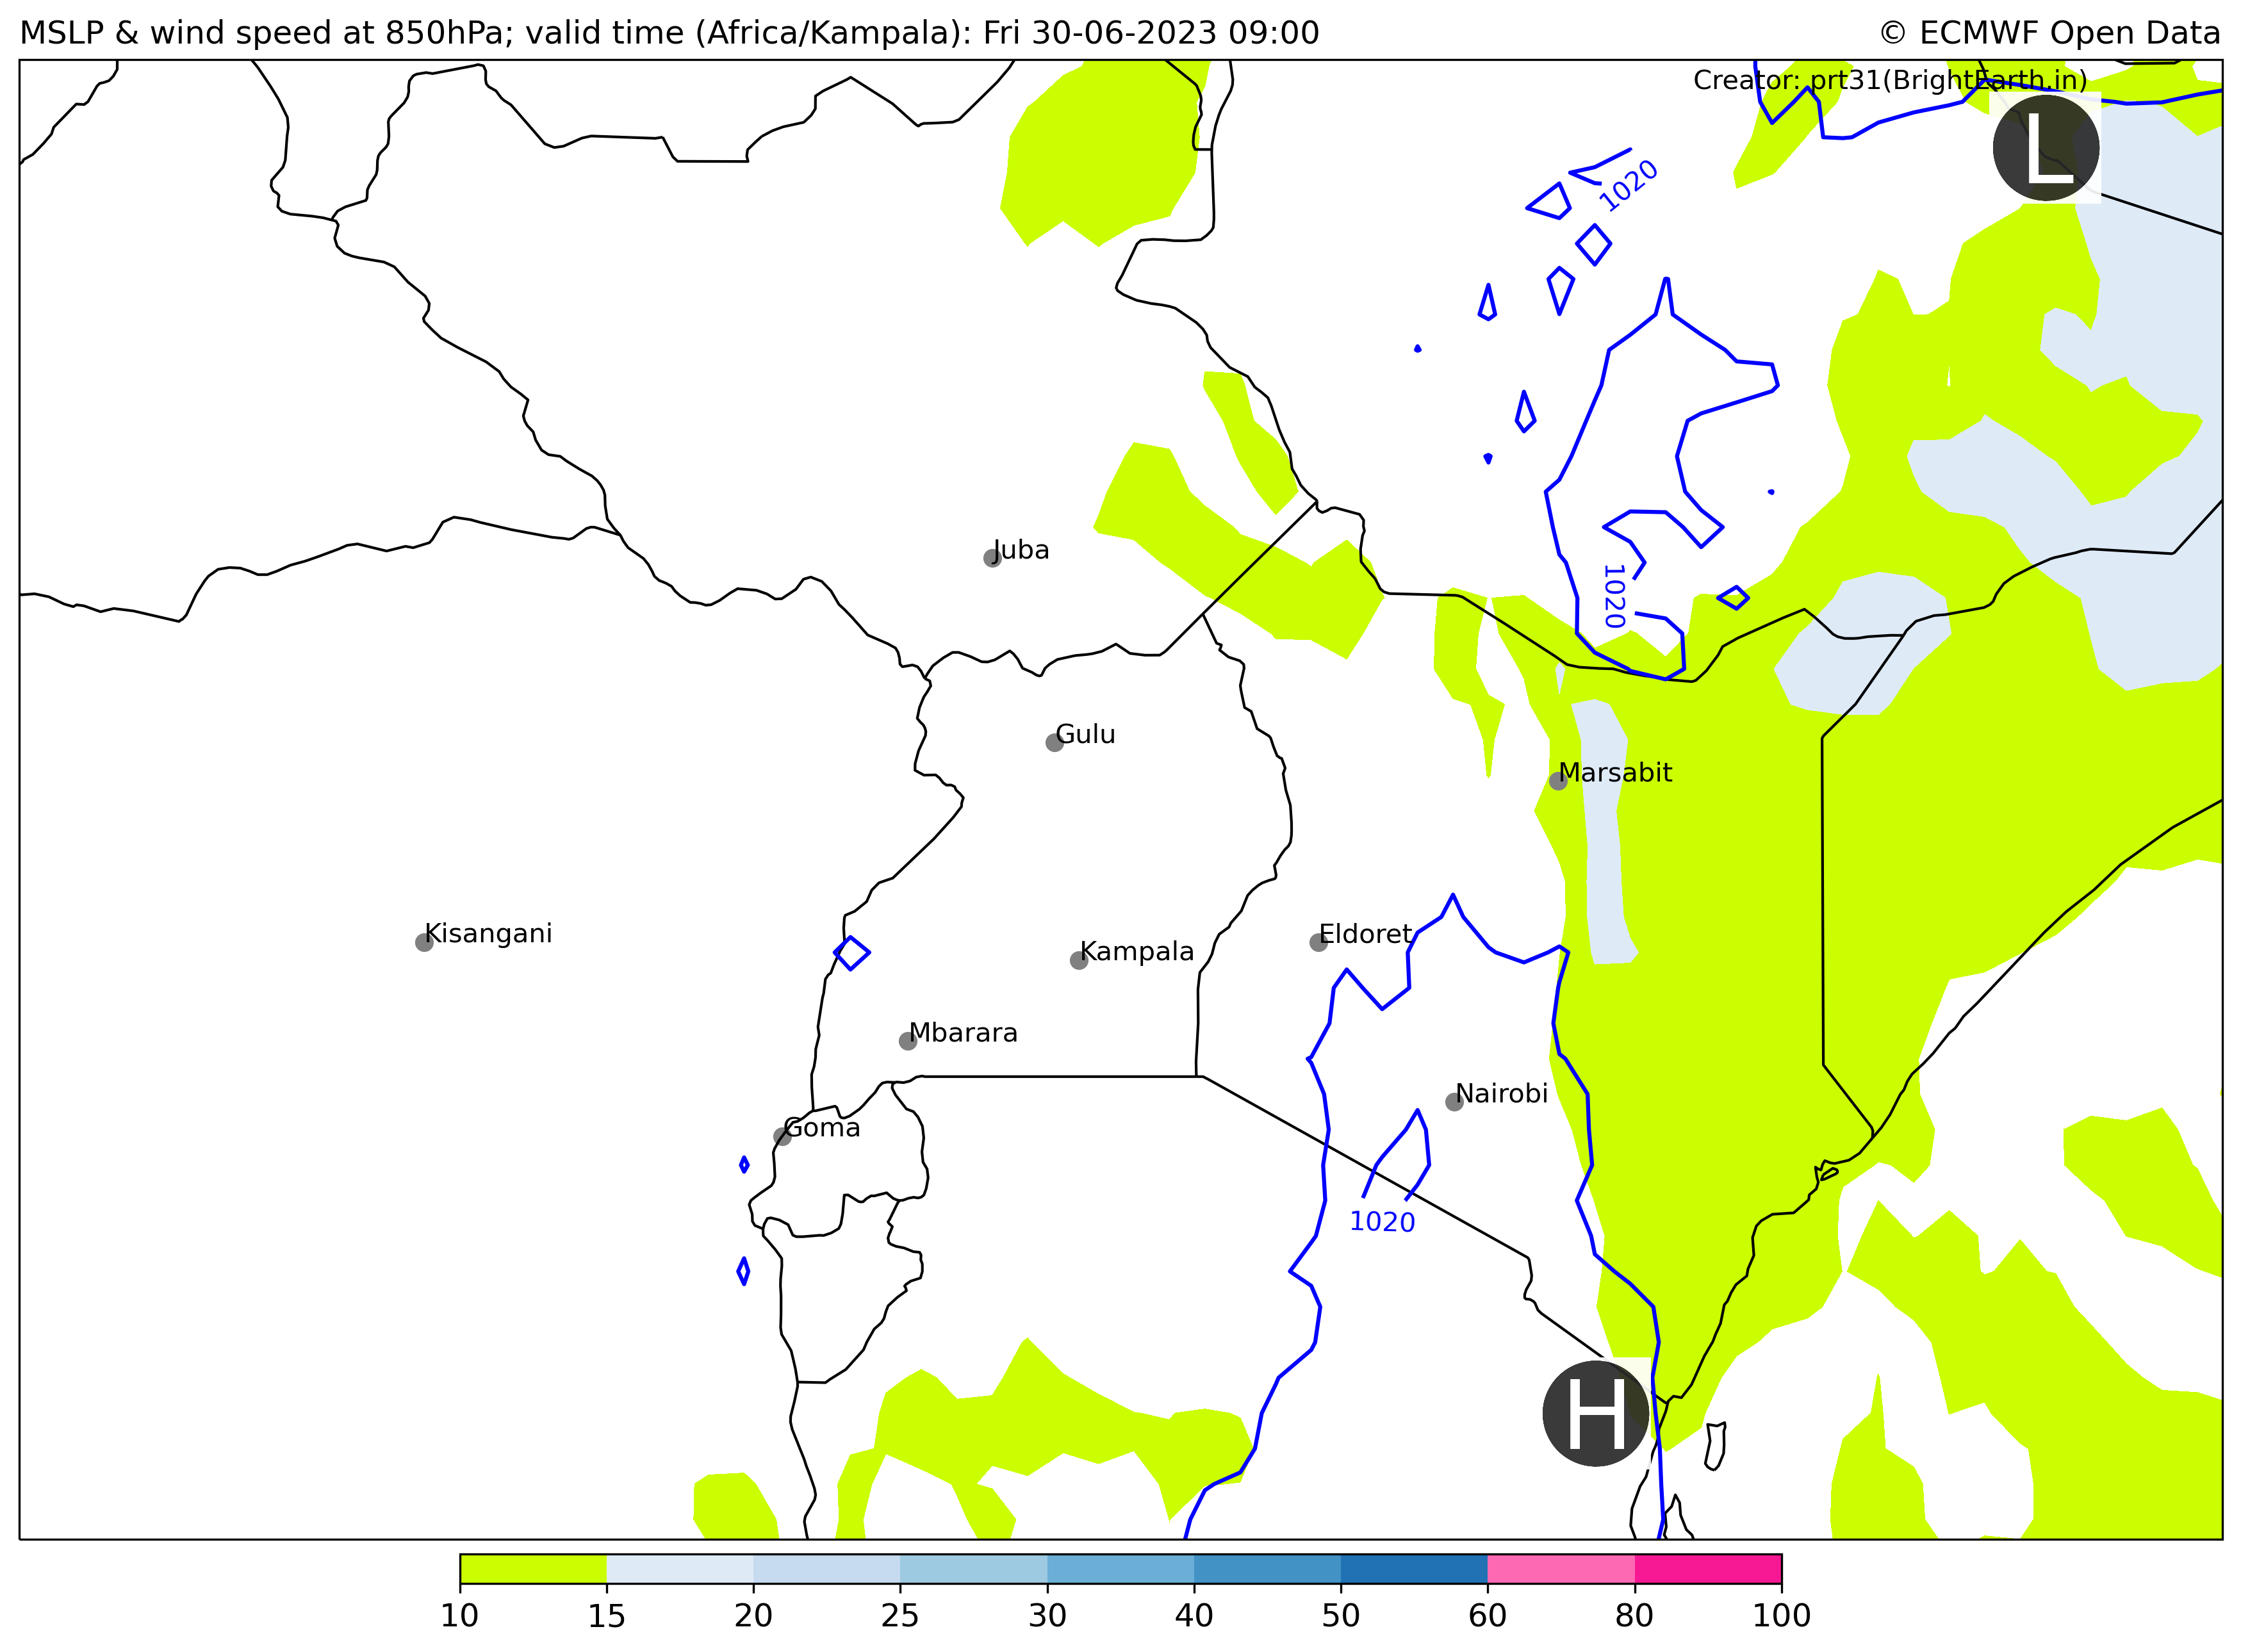 MSLP & wind speed at 850hPa; valid time (Africa/Kampala): Fri 30-06-2023 09:00
© ECMWF Open Data
Creator: prt31(BrightEarth.in)
L
1020
Juba
1020
Gulu
Marsabit
Kisangani
Eldoret
Kampala
Mbarara
Nairobi
Goma
1020
H
10 15 20 25 30 40 50 60 80 100